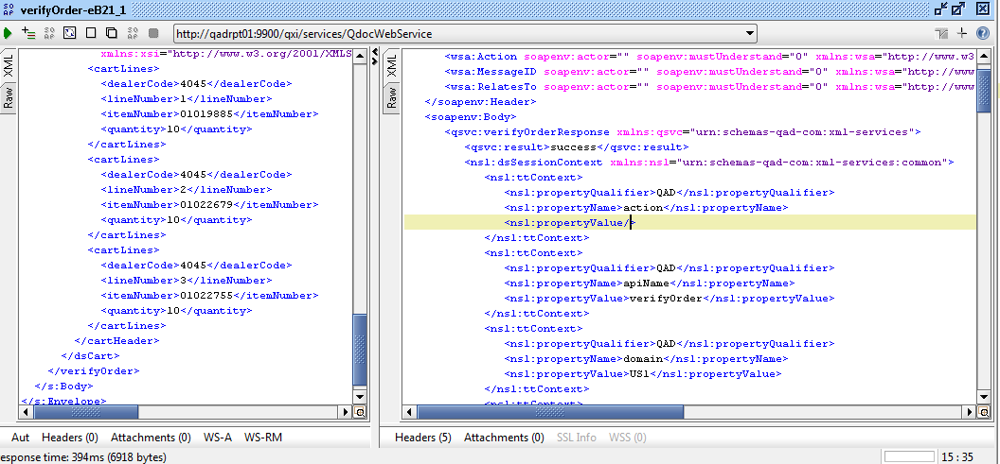 verifyOrder-eB21_1
http://qadrpt01:9900/qxi/services/QdocWebService
XML
Raw
xmlns:xsi="http://www.w3.org/2001/XMLS
<cartLines>
<dealerCode>4045</dealerCode>
<lineNumber>1</lineNumber>
<itemNumber>01019885</itemNumber>
<quantity>10</quantity>
</cartLines>
<cartLines>
<dealerCode>4045</dealerCode>
<lineNumber>2</lineNumber>
<itemNumber>01022679</itemNumber>
<quantity>10</quantity>
</cartLines>
<cartLines>
<dealerCode>4045</dealerCode>
<lineNumber>3</lineNumber>
<itemNumber>01022755</itemNumber>
<quantity>10</quantity>
</cartLines>
</cartHeader>
</dsCart>
</verifyOrder>
</s:Body>
</s:Envelope>
Aut Headers (0) Attachments (0) WS-A WS-RM
XML
Raw
<wsa:Action soapenv:actor="" soapenv:mustUnderstand="0" xmlns:wsa="http://www.w3
<wsa:MessageID soapenv:actor="" soapenv:mustUnderstand="0" xmlns:wsa="http://www
<wsa:RelatesTo soapenv:actor="" soapenv:mustUnderstand="0" xmlns:wsa="http://www
</soapenv:Header>
<soapenv:Body>
<qsvc:verifyOrderResponse xmlns:qsvc="urn:schemas-qad-com:xml-services">
<qsvc:result>success</qsvc:result>
<ns1:dsSessionContext xmlns:ns1="urn:schemas-qad-com:xml-services:common">
<ns1:ttContext>
<ns1:propertyQualifier>QAD</ns1:propertyQualifier>
<ns1:propertyName>action</ns1:propertyName>
<ns1:propertyValue/>
</ns1:ttContext>
<ns1:ttContext>
<ns1:propertyQualifier>QAD</ns1:propertyQualifier>
<ns1:propertyName>apiName</ns1:propertyName>
<ns1:propertyValue>verifyOrder</ns1:propertyValue>
</ns1:ttContext>
<ns1:ttContext>
<ns1:propertyQualifier>QAD</ns1:propertyQualifier>
<ns1:propertyName>domain</ns1:propertyName>
<ns1:propertyValue>US1</ns1:propertyValue>
</ns1:ttContext>
Headers (5) Attachments (0) SSL Info WSS (0)
esponse time: 394ms (6918 bytes)
15 : 35